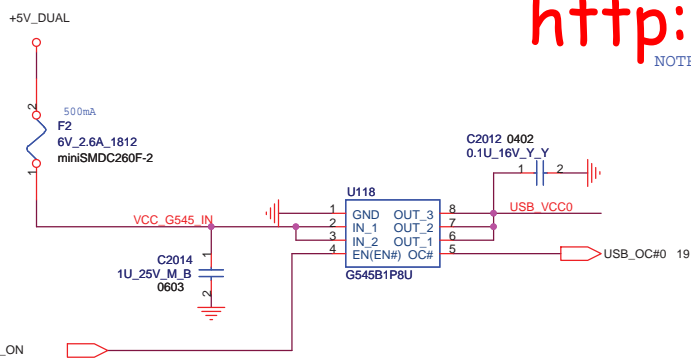 +5V_DUAL
http:
NOTE
2
500mA
F2
6V_2.6A_1812
miniSMDC260F-2
1
C2012 0402
0.1U_16V_Y_Y
1 2
U118
VCC_G545_IN
1 GND OUT_3 8 USB_VCC0
2 IN_1 OUT_2 7
3 IN_2 OUT_1 6
4 EN(EN#) OC# 5 USB_OC#0 19
G545B1P8U
C2014
1U_25V_M_B
0603
1
2
_ON